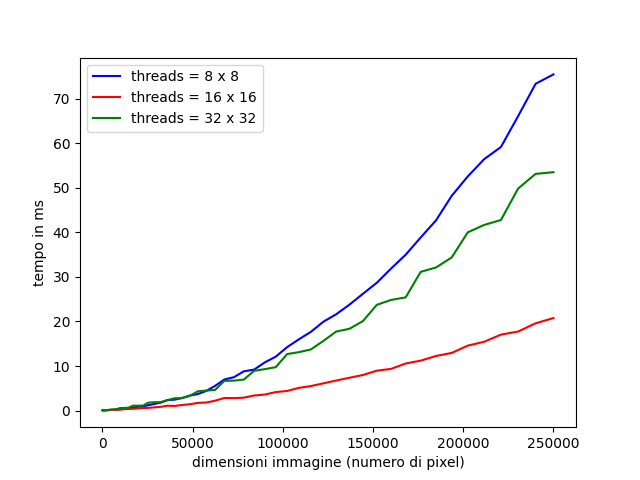 threads = 8 x 8
threads = 16 x 16
threads = 32 x 32
70
60
50
40
30
20
10
0
tempo in ms
0 50000 100000 150000 200000 250000
dimensioni immagine (numero di pixel)